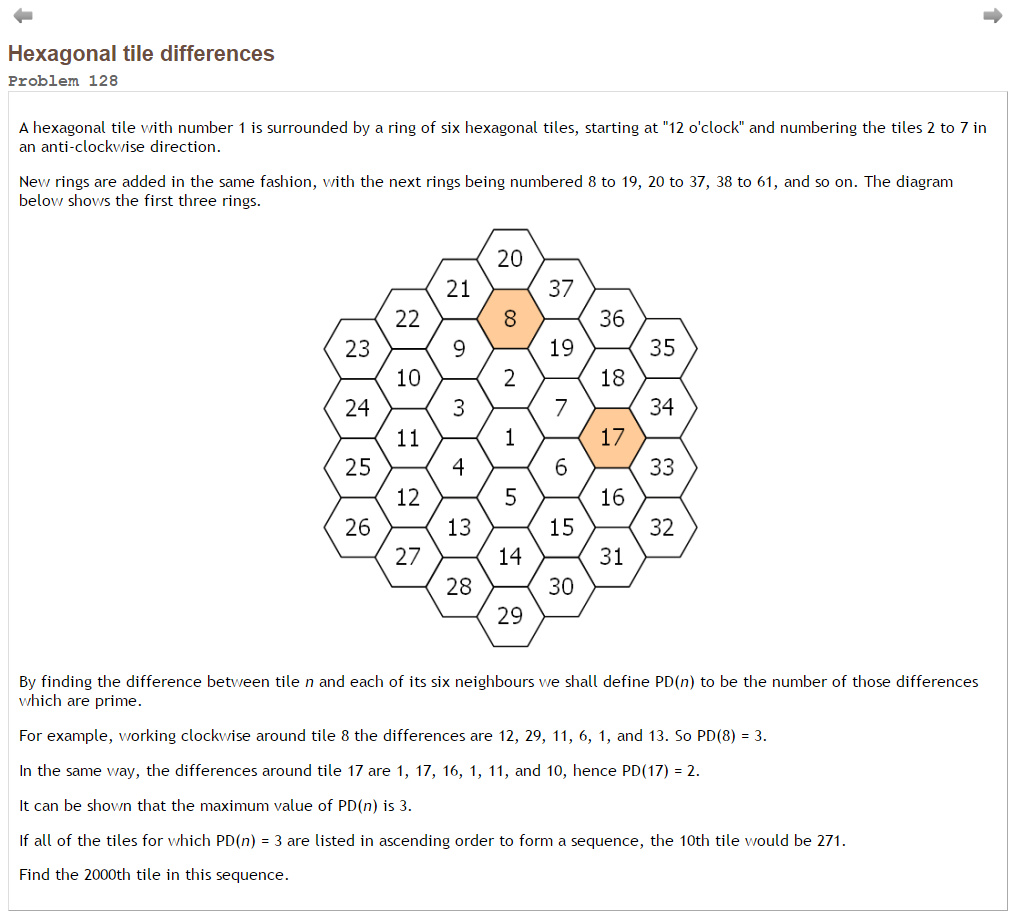 Hexagonal tile differences
Problem 128
A hexagonal tile with number 1 is surrounded by a ring of six hexagonal tiles, starting at "12 o'clock" and numbering the tiles 2 to 7 in
an anti-clockwise direction.
New rings are added in the same fashion, with the next rings being numbered 8 to 19, 20 to 37, 38 to 61, and so on. The diagram
below shows the first three rings.
20
21 37
22 8 36
23 9 19 35
10 2 18
24 3 7 34
11 1 17
25 4 6 33
12 5 16
26 13 15 32
27 14 31
28 30
29
By finding the difference between tile n and each of its six neighbours we shall define PD(n) to be the number of those differences
which are prime.
For example, working clockwise around tile 8 the differences are 12, 29, 11, 6, 1, and 13. So PD(8) = 3.
In the same way, the differences around tile 17 are 1, 17, 16, 1, 11, and 10, hence PD(17) = 2.
It can be shown that the maximum value of PD(n) is 3.
If all of the tiles for which PD(n) = 3 are listed in ascending order to form a sequence, the 10th tile would be 271.
Find the 2000th tile in this sequence.